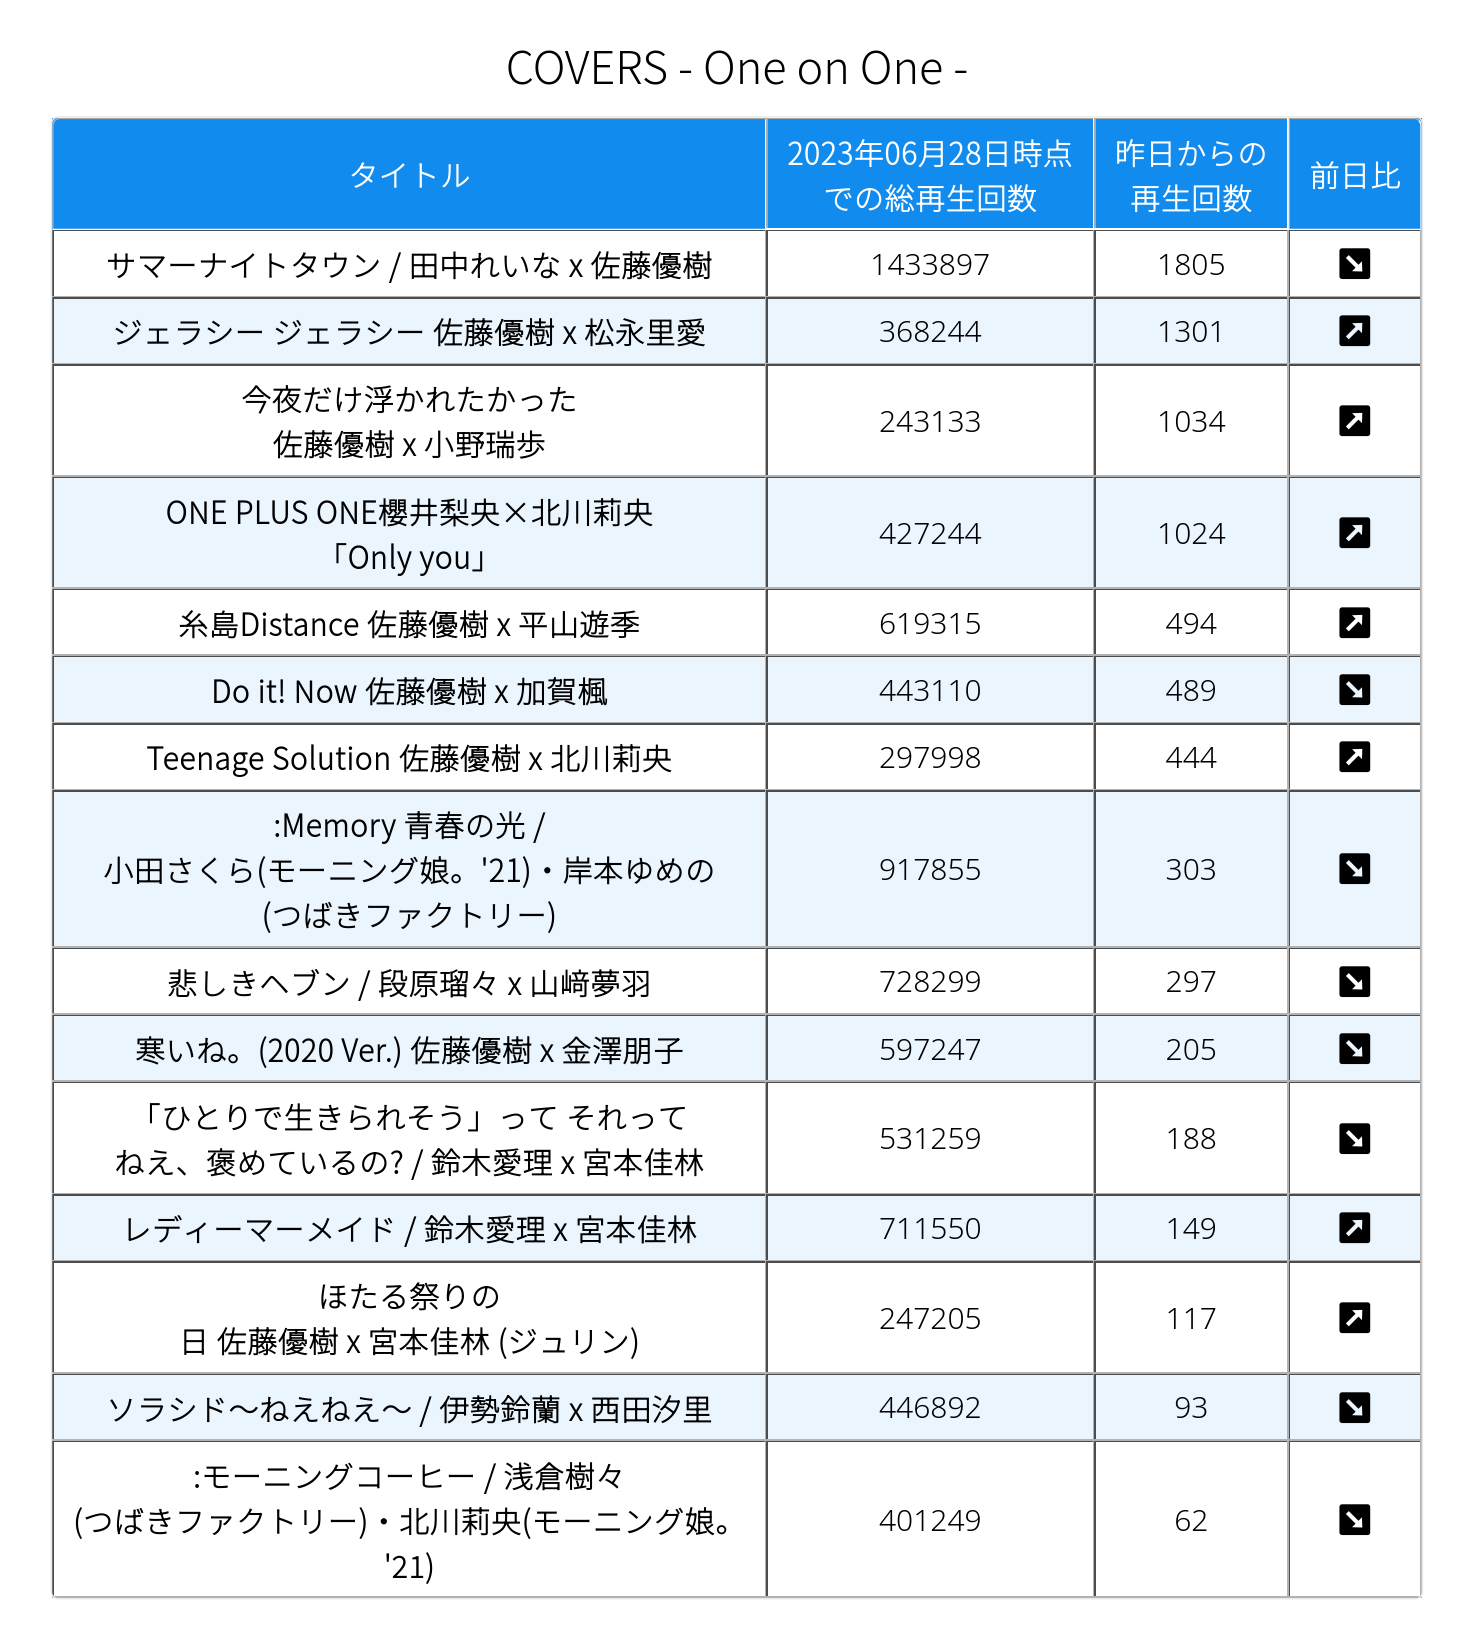 COVERS - One on One -
タイトル
2023年06月28日時点
での総再生回数
昨日からの
再生回数
前日比
サマーナイトタウン / 田中れいな x 佐藤優樹
1433897
1805
ジェラシー ジェラシー 佐藤優樹 x 松永里愛
368244
1301
今夜だけ浮かれたかった
佐藤優樹 x 小野瑞歩
243133
1034
ONE PLUS ONE櫻井梨央×北川莉央
「Only you」
427244
1024
糸島Distance 佐藤優樹 x 平山遊季
619315
494
Do it! Now 佐藤優樹 x 加賀楓
443110
489
Teenage Solution 佐藤優樹 x 北川莉央
297998
444
:Memory 青春の光 /
小田さくら(モーニング娘。'21)・岸本ゆめの
(つばきファクトリー)
917855
303
悲しきヘブン / 段原瑠々 x 山﨑夢羽
728299
297
寒いね。(2020 Ver.) 佐藤優樹 x 金澤朋子
597247
205
「ひとりで生きられそう」って それって
ねえ、褒めているの? / 鈴木愛理 x 宮本佳林
531259
188
レディーマーメイド / 鈴木愛理 x 宮本佳林
711550
149
ほたる祭りの
日 佐藤優樹 x 宮本佳林 (ジュリン)
247205
117
ソラシド〜ねえねえ〜 / 伊勢鈴蘭 x 西田汐里
446892
93
:モーニングコーヒー / 浅倉樹々
(つばきファクトリー)・北川莉央(モーニング娘。
'21)
401249
62